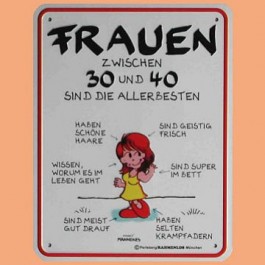 FRAUEN
ZWISCHEN
30 UND 40
SIND DIE ALLERBESTEN
HABEN
SCHÖNE
HAARE
SIND GEISTIG
FRISCH
WISSEN,
WORUM ES IM
LEBEN GEHT
SIND SUPER
IM BETT
SIND MEIST
GUT DRAUF
HABEN
SELTEN
KRAMPFADERN